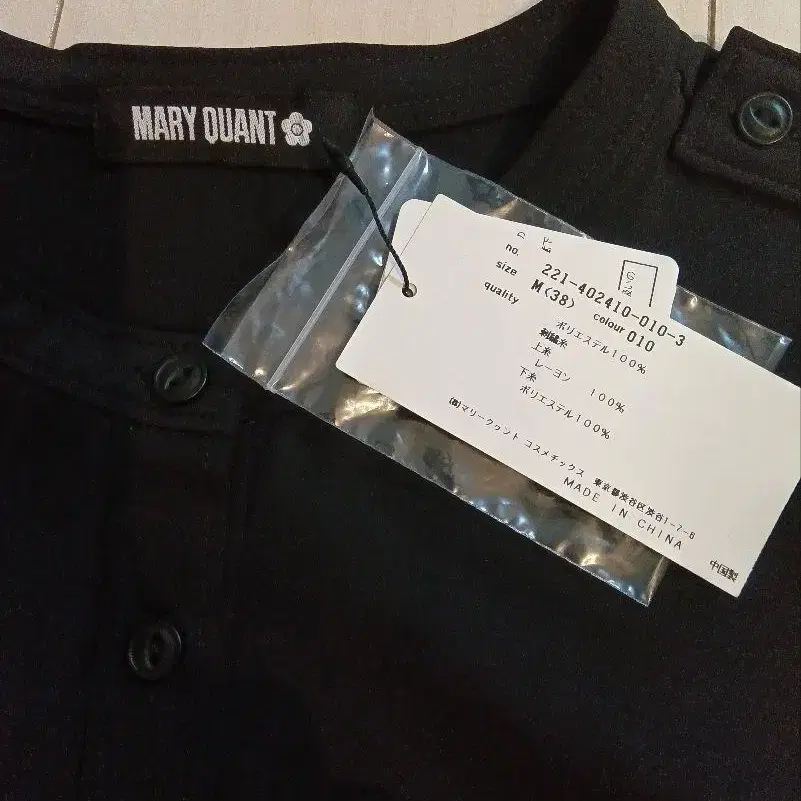 MARY QUANT
no. 221-402410-010-3
size M(38) colour 010
quality
ポリエステル100%
刺繍糸
上糸
レーヨン 100%
下糸
ポリエステル100%
(株)マリークヮント コスメチックス 東京都渋谷区渋谷1-7-6
MADE IN CHINA
中国製